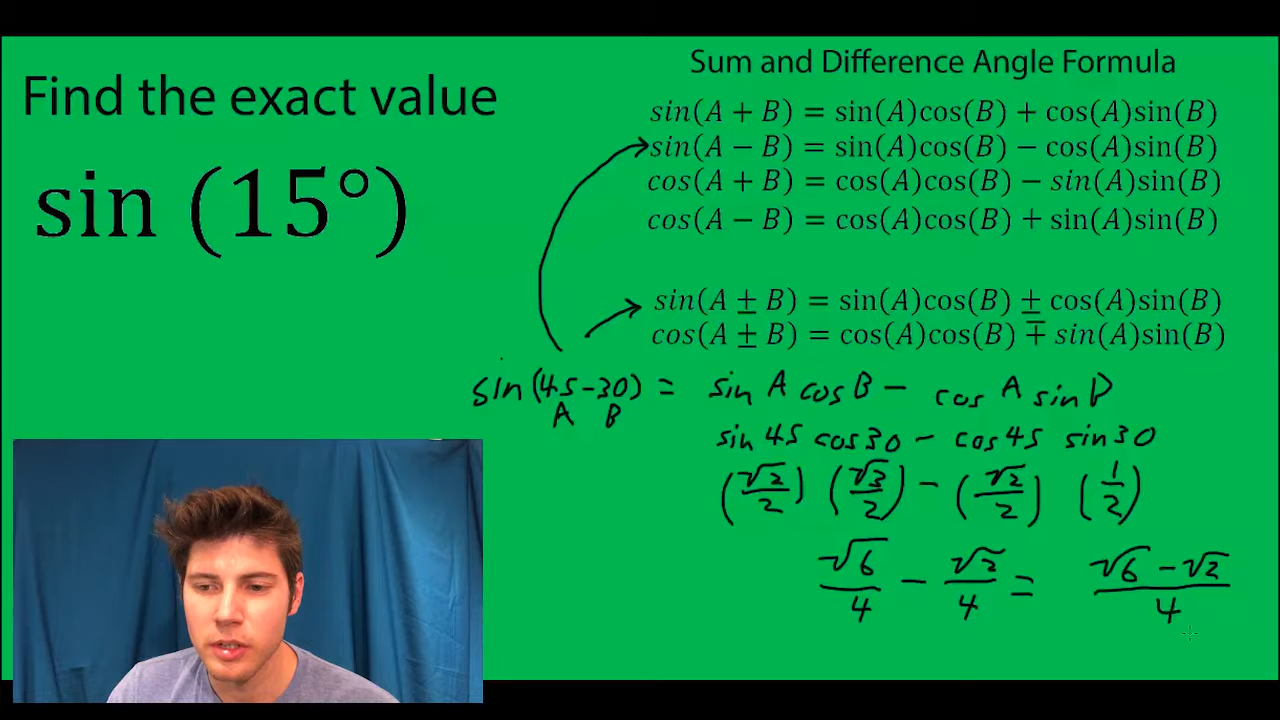 Find the exact value
sin (15°)
Sum and Difference Angle Formula
sin(A + B) = sin(A)cos(B) + cos(A)sin(B)
sin(A − B) = sin(A)cos(B) − cos(A)sin(B)
cos(A + B) = cos(A)cos(B) − sin(A)sin(B)
cos(A − B) = cos(A)cos(B) + sin(A)sin(B)
sin(A ± B) = sin(A)cos(B) ± cos(A)sin(B)
cos(A ± B) = cos(A)cos(B) ∓ sin(A)sin(B)
sin(45-30) = sin A cos B − cos A sin B
A B
sin 45 cos 30 − cos 45 sin 30
(√2/2) (√3/2) − (√2/2) (1/2)
√6/4 − √2/4 = (√6 − √2)/4